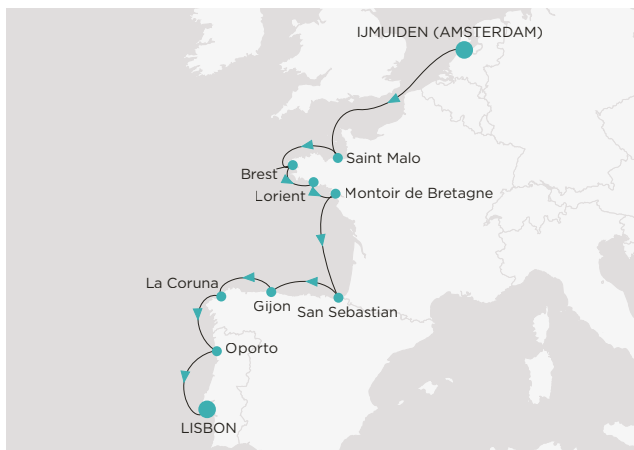 IJMUIDEN (AMSTERDAM)
Saint Malo
Brest
Lorient
Montoir de Bretagne
La Coruna
Gijon
San Sebastian
Oporto
LISBON